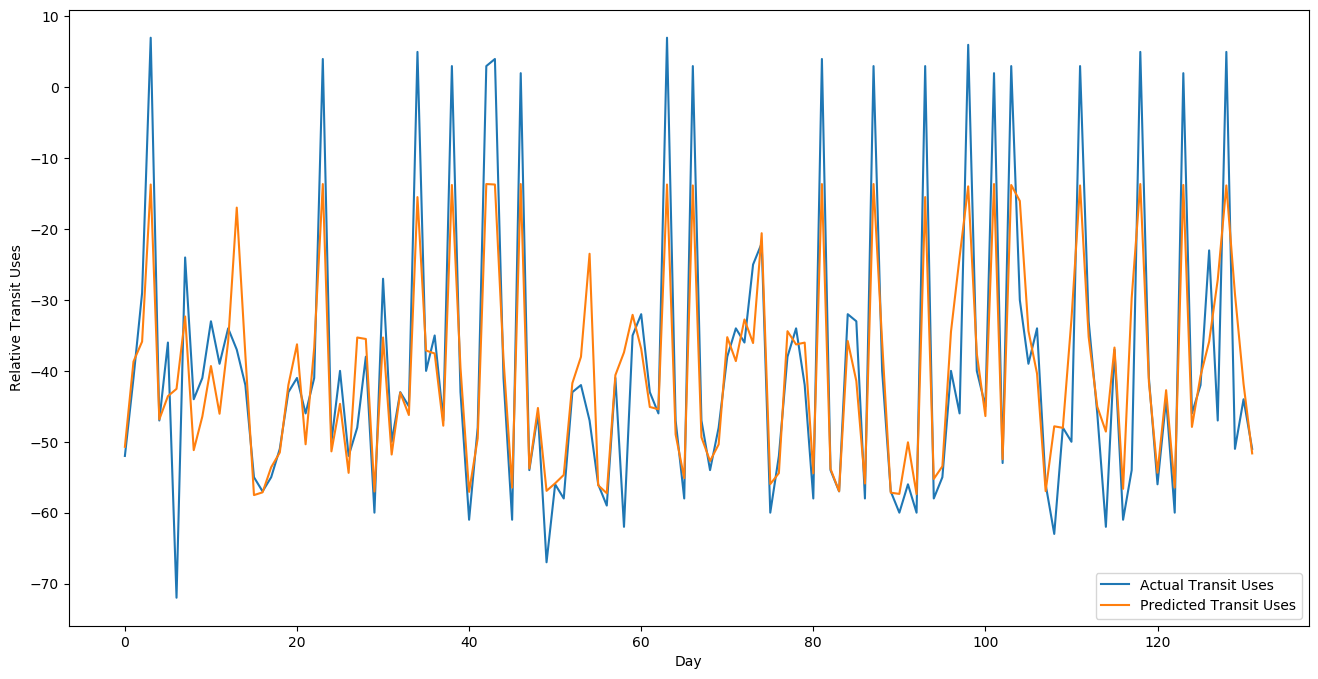 10
0
−10
−20
−30
−40
−50
−60
−70
Relative Transit Uses
0 20 40 60 80 100 120
Day
Actual Transit Uses
Predicted Transit Uses